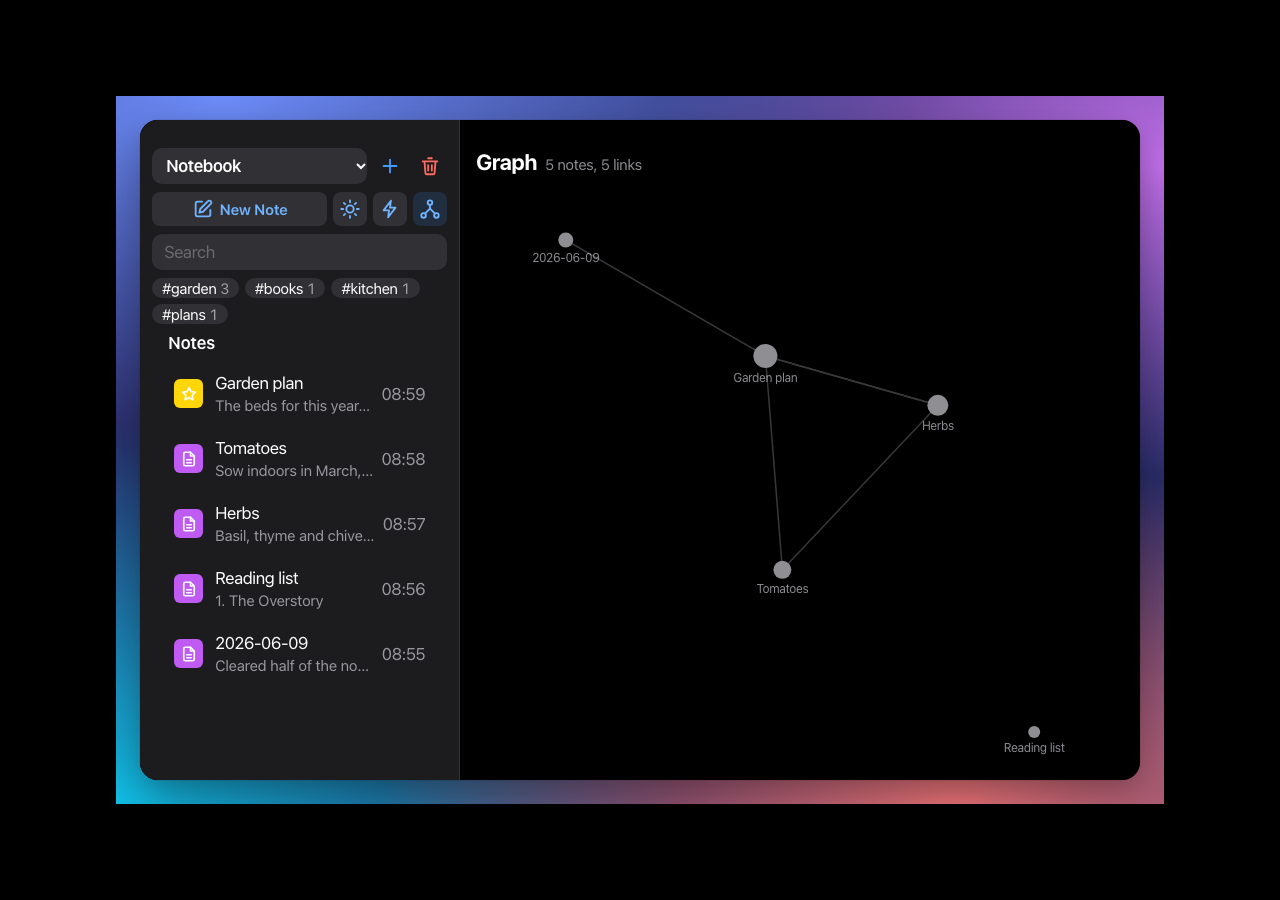 Notebook
New Note
Search
#garden 3 #books 1 #kitchen 1
#plans 1
Notes
Garden plan
The beds for this year...
08:59
Tomatoes
Sow indoors in March,...
08:58
Herbs
Basil, thyme and chive...
08:57
Reading list
1. The Overstory
08:56
2026-06-09
Cleared half of the no...
08:55
Graph 5 notes, 5 links
2026-06-09
Garden plan
Herbs
Tomatoes
Reading list